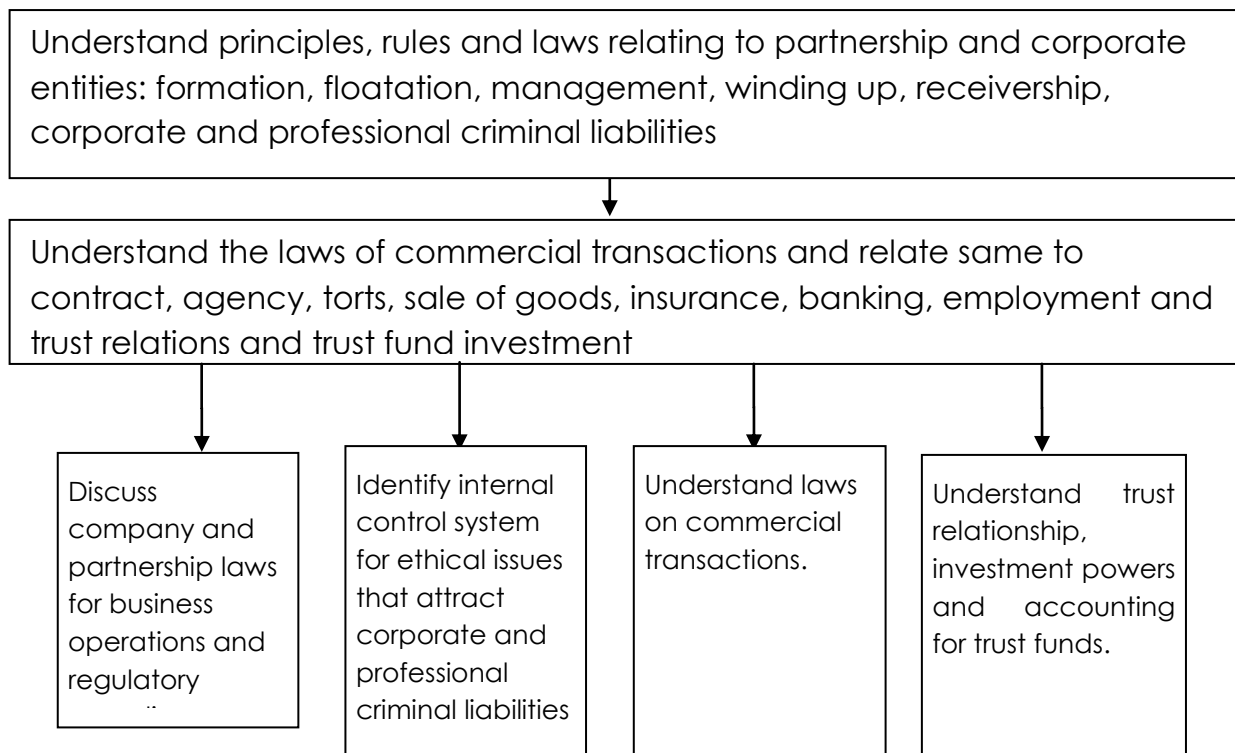 Understand principles, rules and laws relating to partnership and corporate
entities: formation, floatation, management, winding up, receivership,
corporate and professional criminal liabilities
Understand the laws of commercial transactions and relate same to
contract, agency, torts, sale of goods, insurance, banking, employment and
trust relations and trust fund investment
Discuss
company and
partnership laws
for business
operations and
regulatory
Identify internal
control system
for ethical issues
that attract
corporate and
professional
criminal liabilities
Understand laws
on commercial
transactions.
Understand trust
relationship,
investment powers
and accounting
for trust funds.